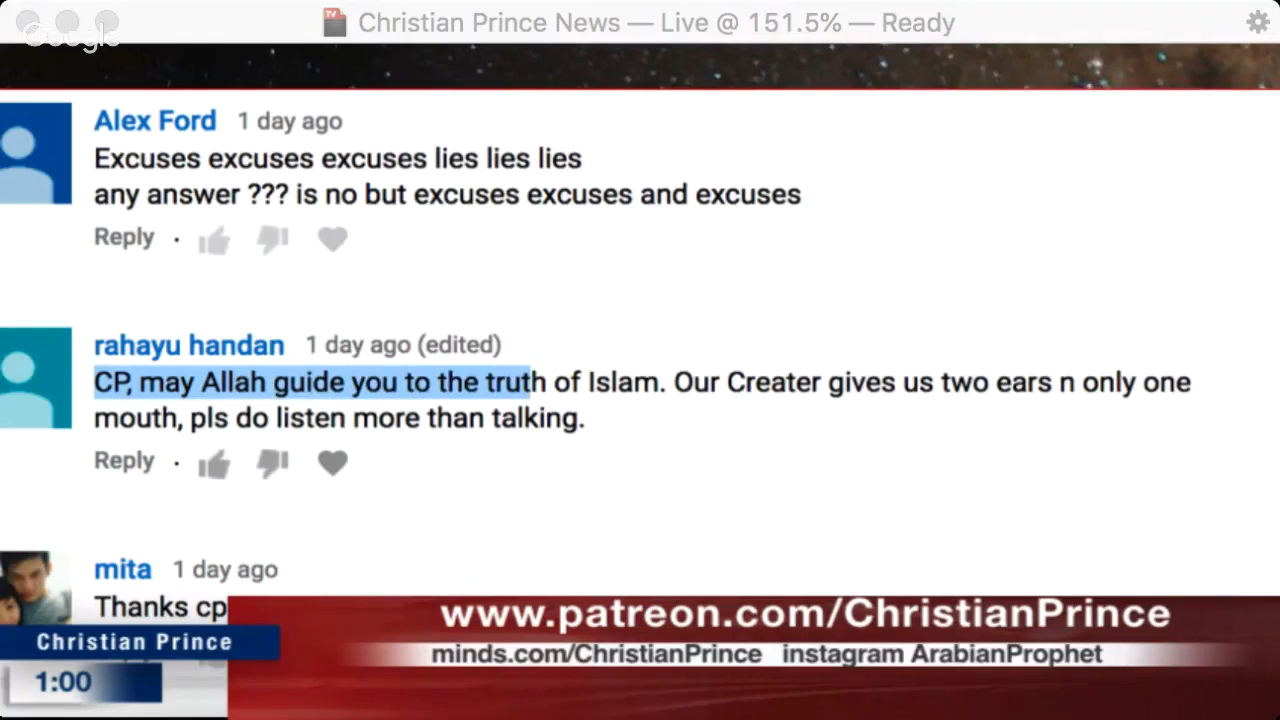 Google
Christian Prince News — Live @ 151.5% — Ready
Alex Ford 1 day ago
Excuses excuses excuses lies lies lies
any answer ??? is no but excuses excuses and excuses
Reply ·
rahayu handan 1 day ago (edited)
CP, may Allah guide you to the truth of Islam. Our Creater gives us two ears n only one
mouth, pls do listen more than talking.
Reply ·
mita 1 day ago
Thanks cp
www.patreon.com/ChristianPrince
Christian Prince
minds.com/ChristianPrince instagram ArabianProphet
1:00